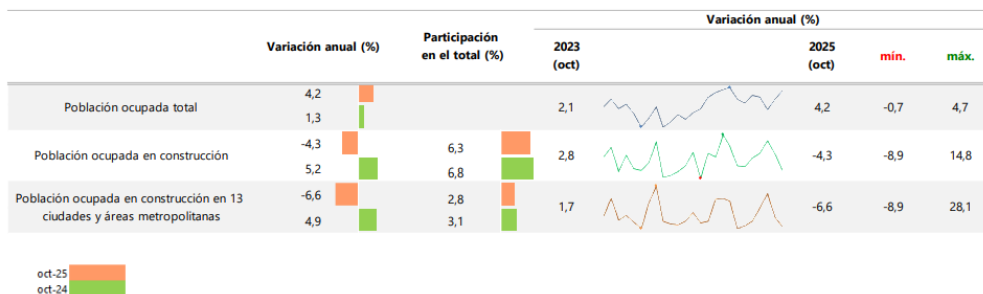 Variación anual (%)
Variación anual (%)
Participación
en el total (%)
2023
(oct)
2025
(oct)
mín.
máx.
Población ocupada total
4,2
1,3
2,1
4,2
-0,7
4,7
Población ocupada en construcción
-4,3
5,2
6,3
6,8
2,8
-4,3
-8,9
14,8
Población ocupada en construcción en 13
ciudades y áreas metropolitanas
-6,6
4,9
2,8
3,1
1,7
-6,6
-8,9
28,1
oct-25
oct-24